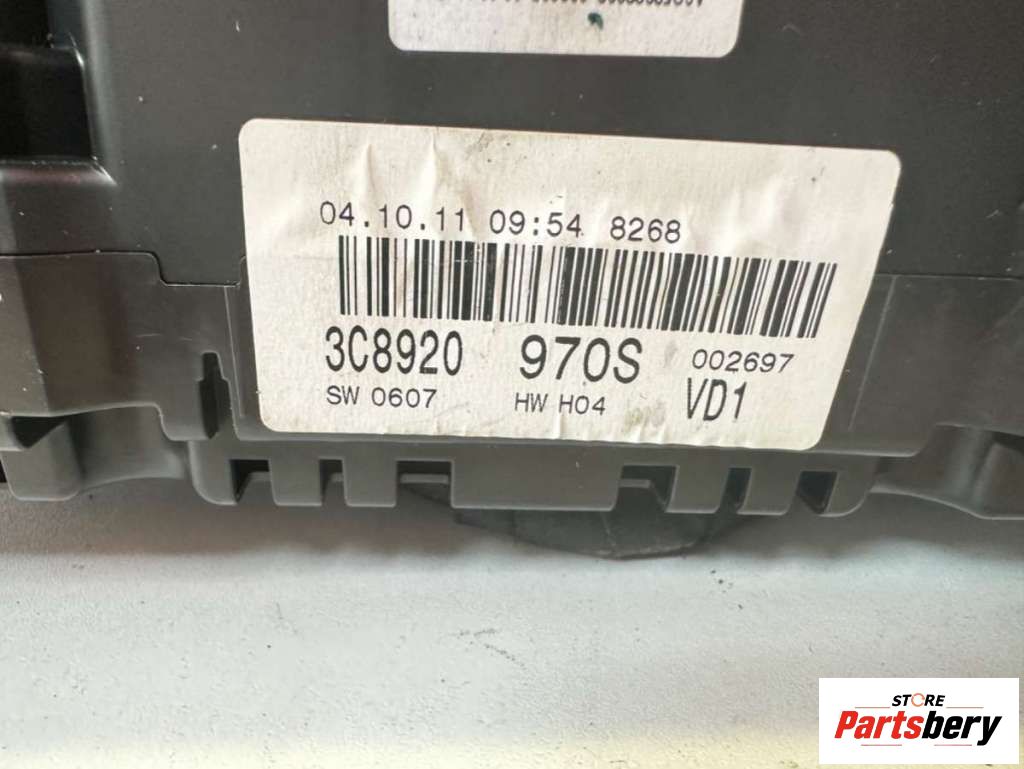 04.10.11 09:54 8268
3C8920 970S 002697
SW 0607 HW H04 VD1
STORE
Partsbery